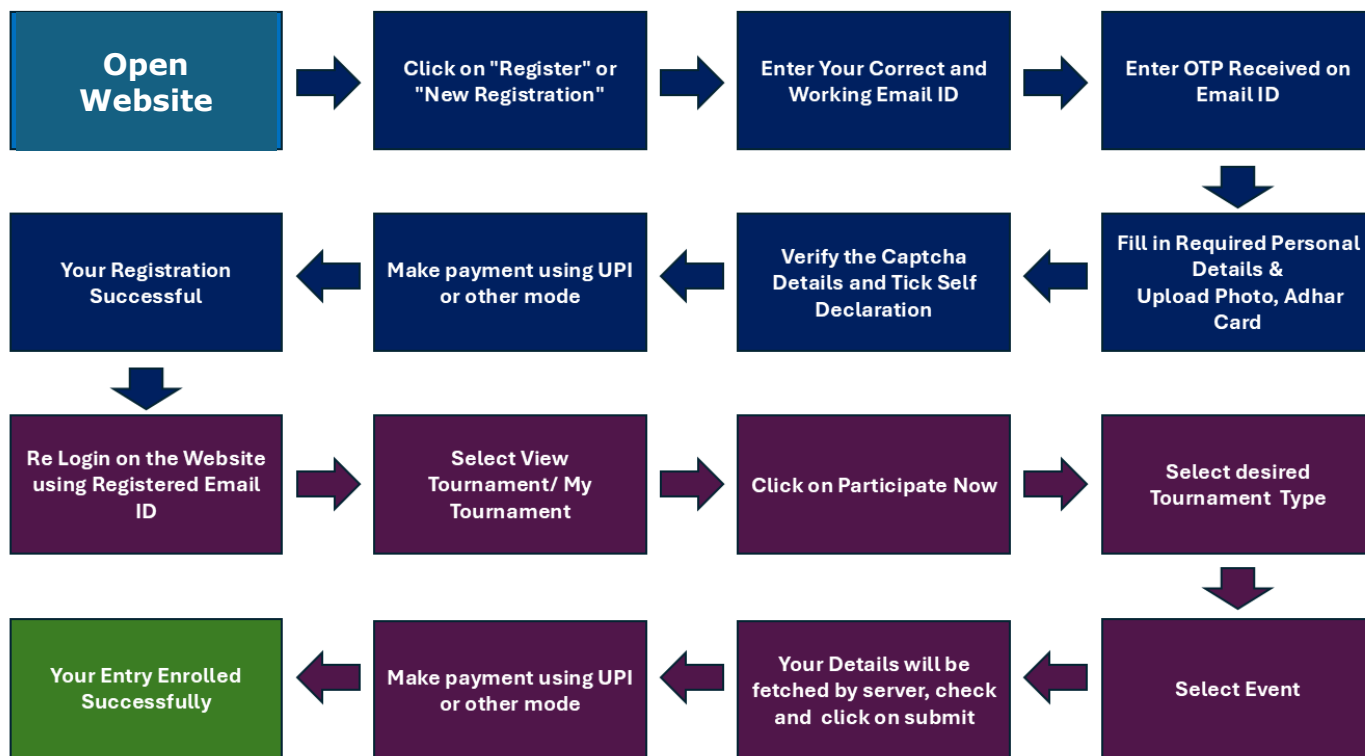 Open
Website
Click on "Register" or
"New Registration"
Enter Your Correct and
Working Email ID
Enter OTP Received on
Email ID
Fill in Required Personal
Details &
Upload Photo, Adhar
Card
Verify the Captcha
Details and Tick Self
Declaration
Make payment using UPI
or other mode
Your Registration
Successful
Re Login on the Website
using Registered Email
ID
Select View
Tournament/ My
Tournament
Click on Participate Now
Select desired
Tournament Type
Select Event
Your Details will be
fetched by server, check
and click on submit
Make payment using UPI
or other mode
Your Entry Enrolled
Successfully